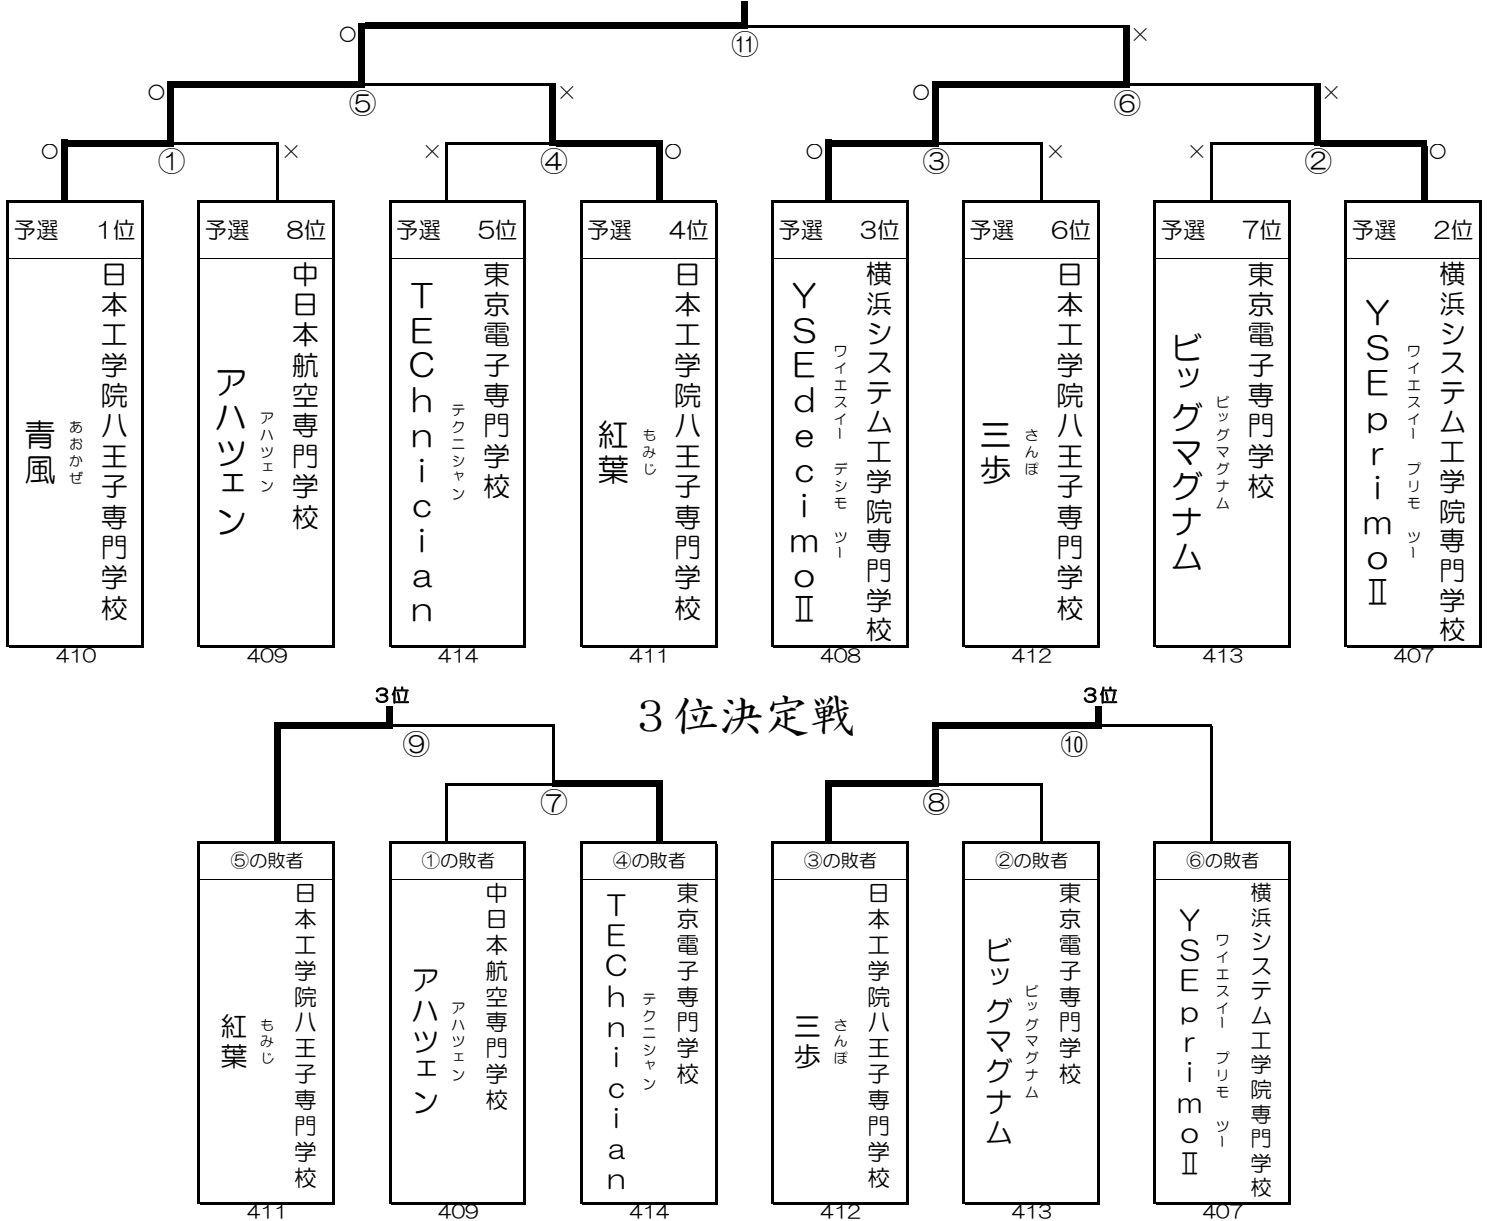 ○ ⑪ ×
○ ⑤ × ○ ⑥ ×
○ ① × × ④ ○ ○ ③ × × ② ○
予選 1位
日本工学院八王子専門学校
あおかぜ
青風
410
予選 8位
中日本航空専門学校
アハツェン
アハツェン
409
予選 5位
東京電子専門学校
テクニシャン
TEChnician
414
予選 4位
日本工学院八王子専門学校
もみじ
紅葉
411
予選 3位
横浜システム工学院専門学校
ワイエスイー デシモ ツー
YSEdecimoⅡ
408
予選 6位
日本工学院八王子専門学校
さんぽ
三歩
412
予選 7位
東京電子専門学校
ビッグマグナム
ビッグマグナム
413
予選 2位
横浜システム工学院専門学校
ワイエスイー プリモ ツー
YSEprimoⅡ
407
3位決定戦
3位
⑨
⑦
3位
⑩
⑧
⑤の敗者
日本工学院八王子専門学校
もみじ
紅葉
411
①の敗者
中日本航空専門学校
アハツェン
アハツェン
409
④の敗者
東京電子専門学校
テクニシャン
TEChnician
414
③の敗者
日本工学院八王子専門学校
さんぽ
三歩
412
②の敗者
東京電子専門学校
ビッグマグナム
ビッグマグナム
413
⑥の敗者
横浜システム工学院専門学校
ワイエスイー プリモ ツー
YSEprimoⅡ
407